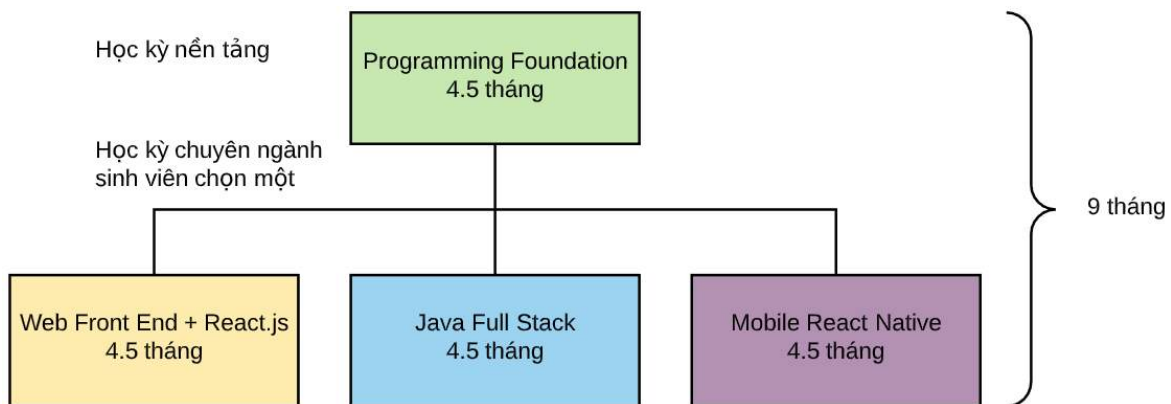 Học kỳ nền tảng
Programming Foundation
4.5 tháng
Học kỳ chuyên ngành
sinh viên chọn một
9 tháng
Web Front End + React.js
4.5 tháng
Java Full Stack
4.5 tháng
Mobile React Native
4.5 tháng